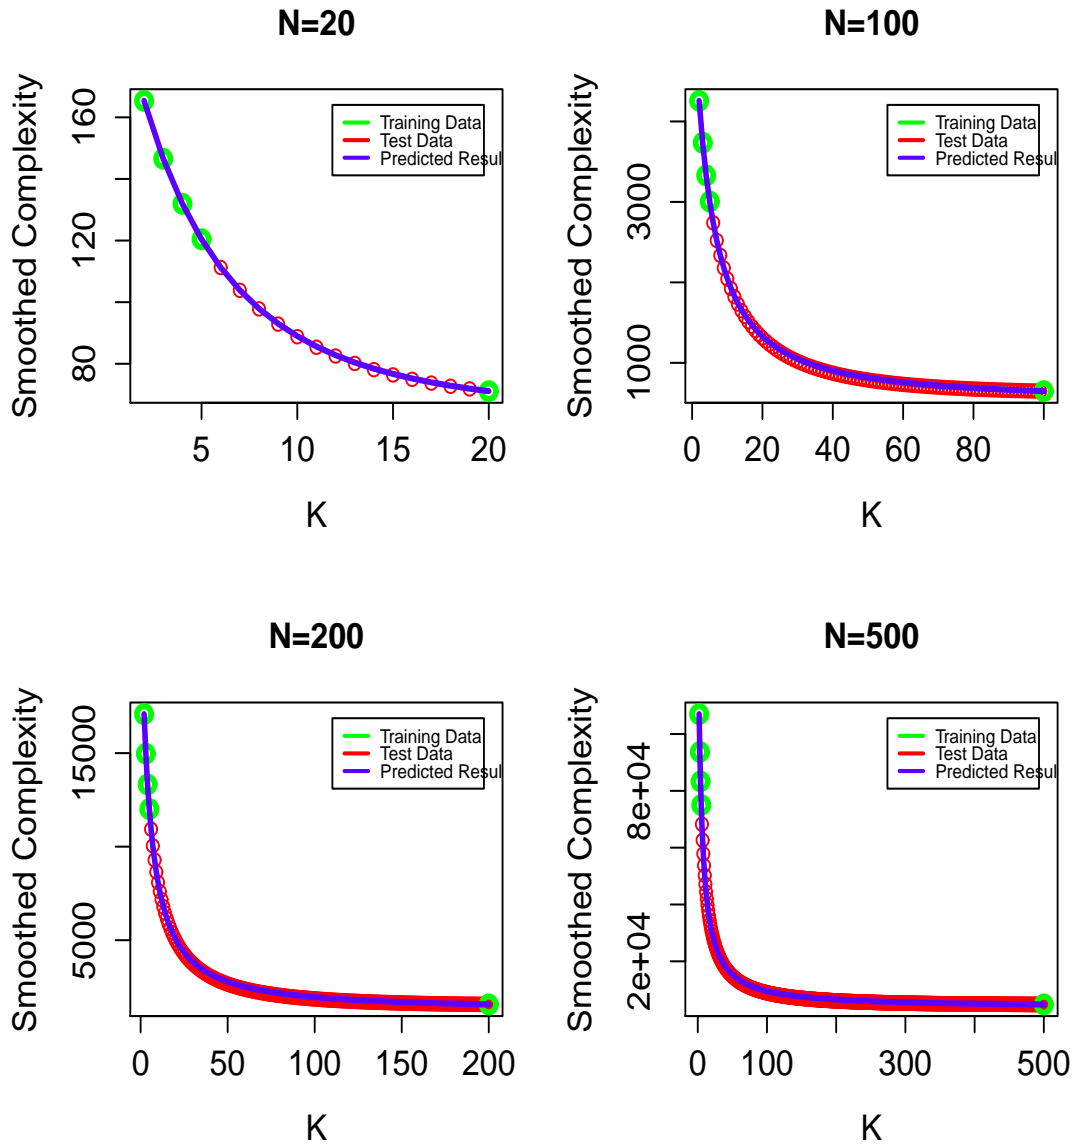 N=20
Smoothed Complexity
160
120
80
Training Data
Test Data
Predicted Resul
5
10
15
20
K
N=100
Smoothed Complexity
3000
1000
Training Data
Test Data
Predicted Resul
0
20
40
60
80
K
N=200
Smoothed Complexity
15000
5000
Training Data
Test Data
Predicted Resul
0
50
100
150
200
K
N=500
Smoothed Complexity
8e+04
2e+04
Training Data
Test Data
Predicted Resul
0
100
300
500
K